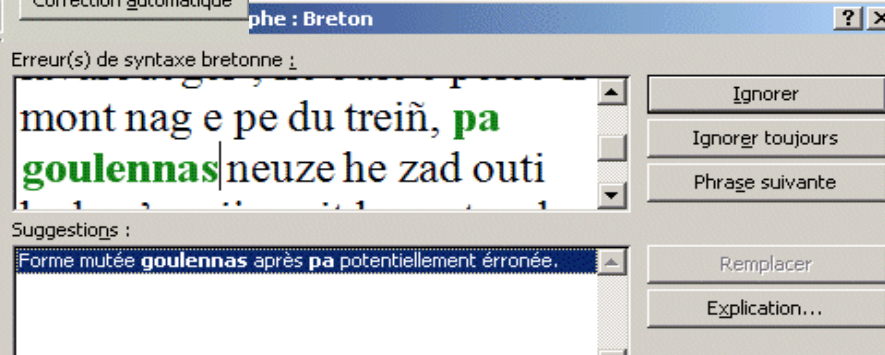 Correction automatique
phe : Breton
Erreur(s) de syntaxe bretonne :
mont nag e pe du treiñ, pa
goulennas neuze he zad outi
Ignorer
Ignorer toujours
Phrase suivante
Suggestions :
Forme mutée goulennas après pa potentiellement érronée.
Remplacer
Explication...